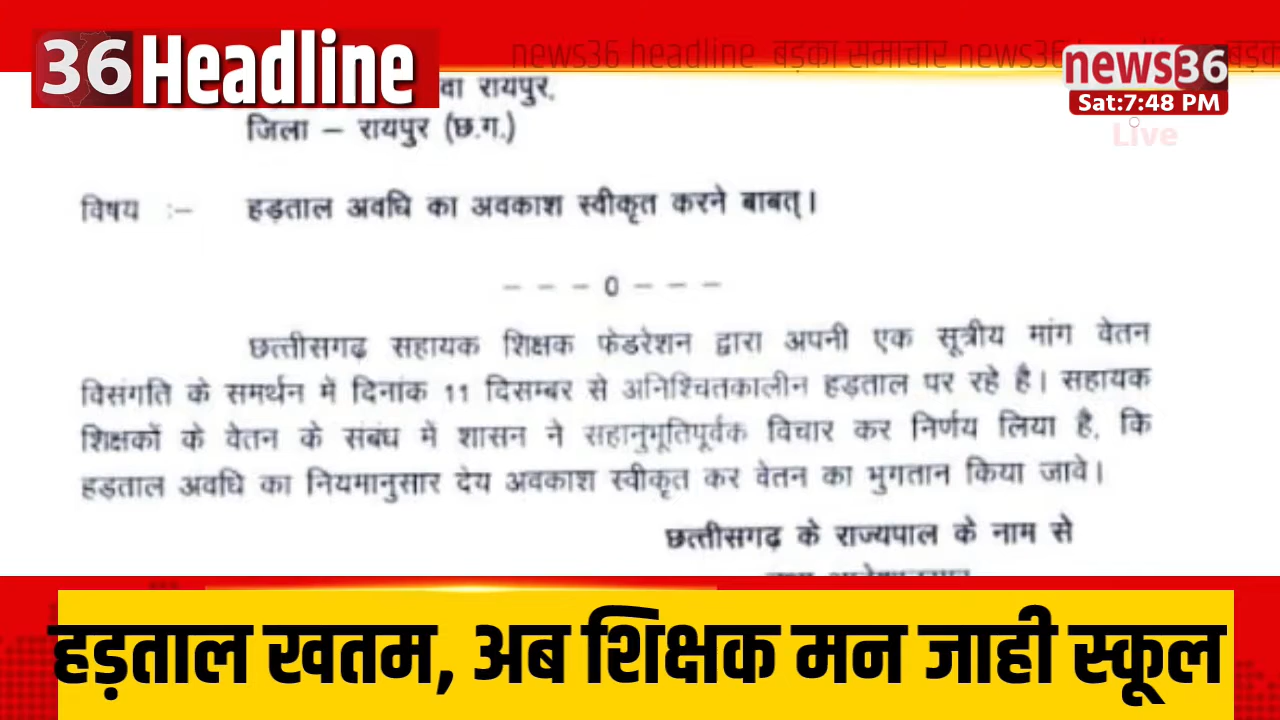 36 Headline
news36 headline बड़का समाचार news36 headline
news36
Sat:7:48 PM
Live
वा रायपुर,
जिला – रायपुर (छ.ग.)
विषय :– हड़ताल अवधि का अवकाश स्वीकृत करने बाबत्।
– – – 0 – – –
छत्तीसगढ़ सहायक शिक्षक फेडरेशन द्वारा अपनी एक सूत्रीय मांग वेतन
विसंगति के समर्थन में दिनांक 11 दिसम्बर से अनिश्चितकालीन हड़ताल पर रहे है। सहायक
शिक्षकों के वेतन के संबंध में शासन ने सहानुभूतिपूर्वक विचार कर निर्णय लिया है, कि
हड़ताल अवधि का नियमानुसार देय अवकाश स्वीकृत कर वेतन का भुगतान किया जावे।
छत्तीसगढ़ के राज्यपाल के नाम से
हड़ताल खतम, अब शिक्षक मन जाही स्कूल